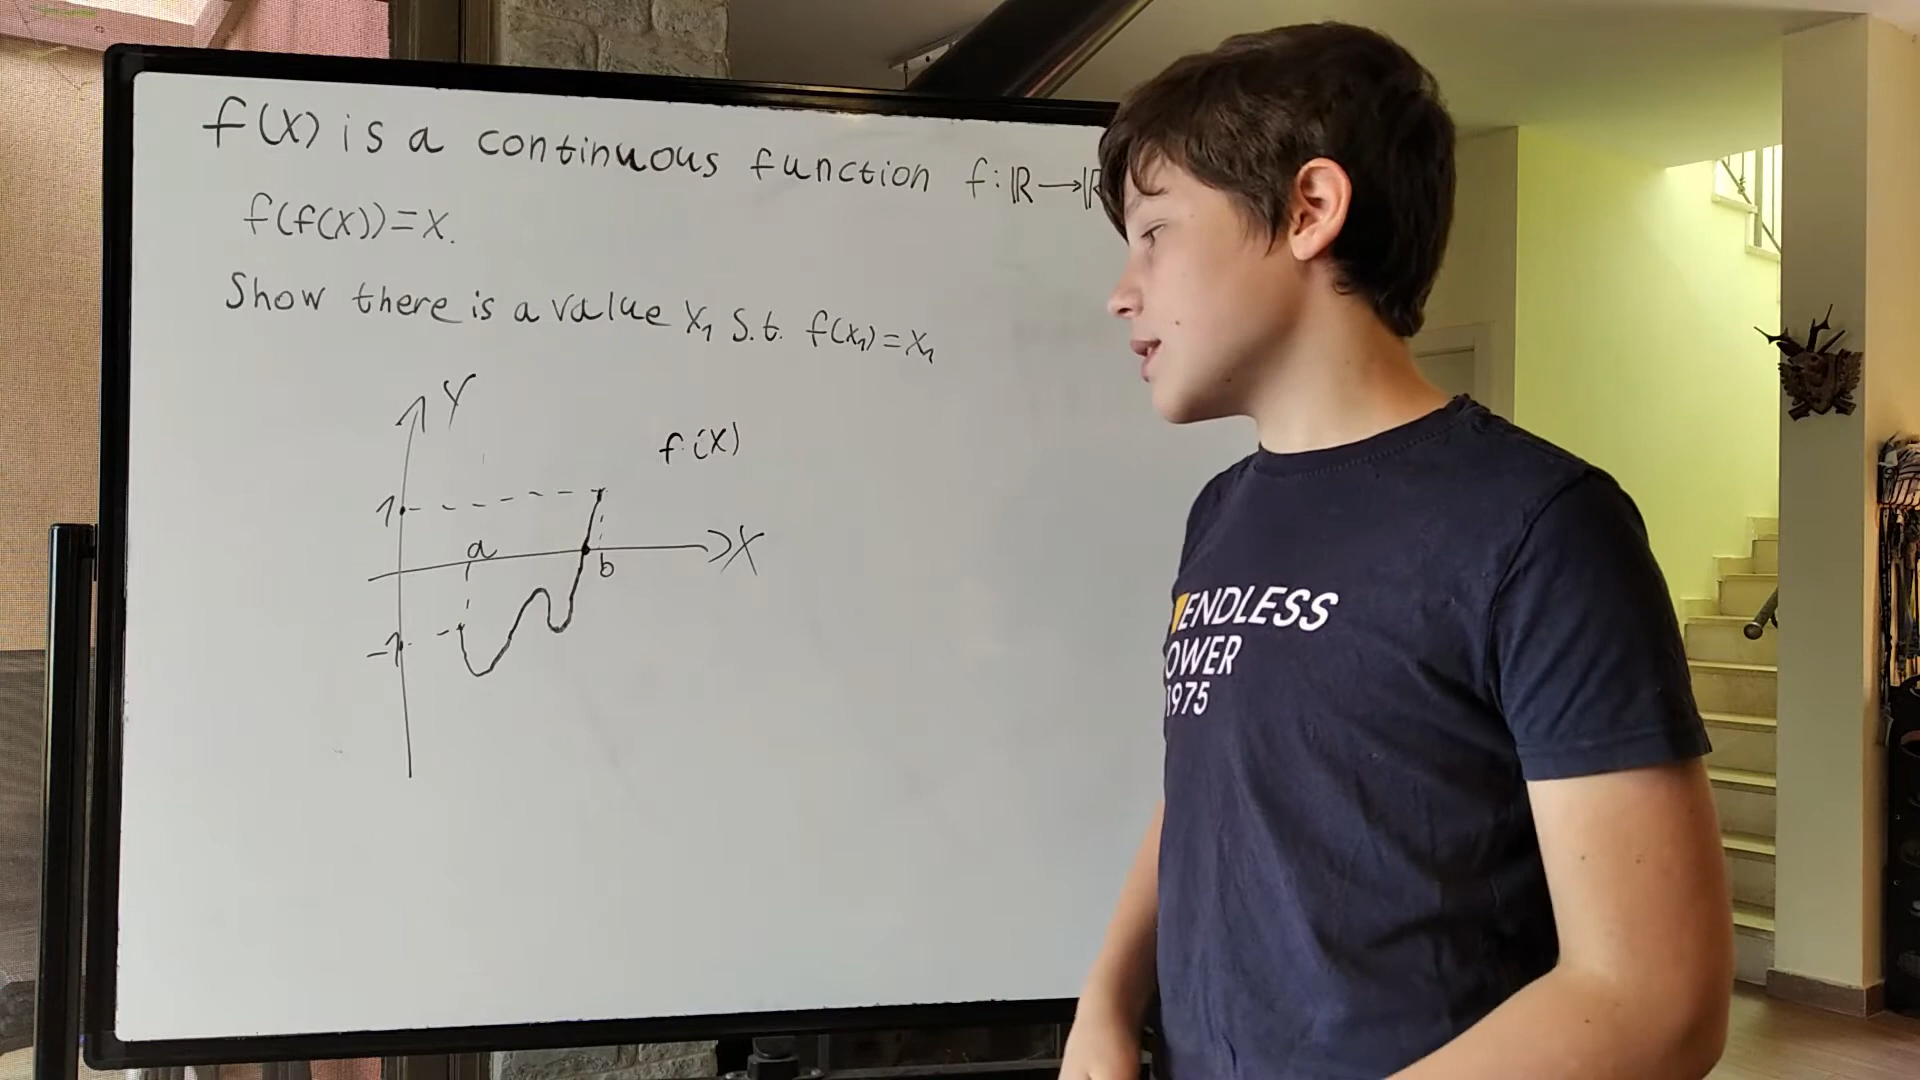 f(x) is a continuous function f:ℝ→ℝ
f(f(x))=x.
Show there is a value x₁ s.t. f(x₁)=x₁
Y
f(x)
1
a
X
b
-1
ENDLESS
OWER
1975